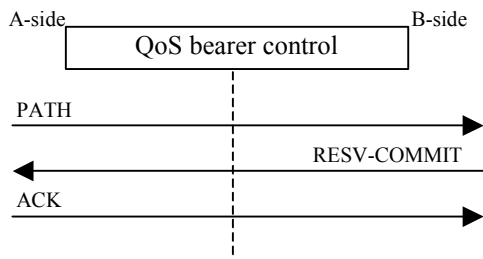 A-side
B-side
QoS bearer control
PATH
RESV-COMMIT
ACK